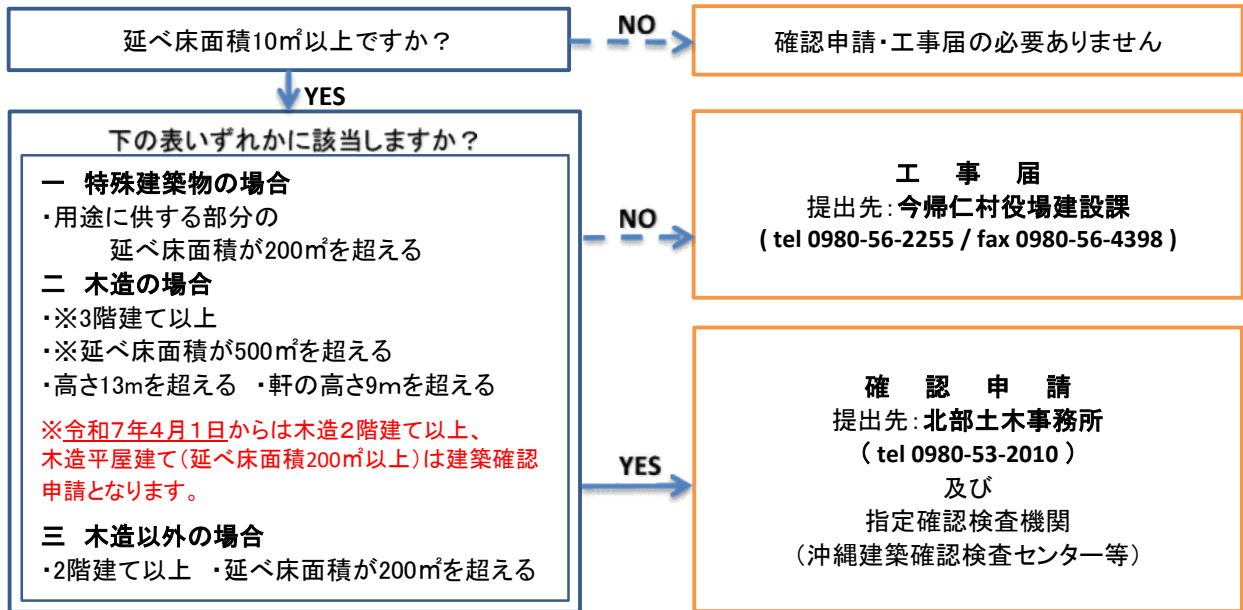 延べ床面積10㎡以上ですか？
NO
確認申請・工事届の必要ありません
YES
下の表いずれかに該当しますか？
一 特殊建築物の場合
・用途に供する部分の
延べ床面積が200㎡を超える
二 木造の場合
・※3階建て以上
・※延べ床面積が500㎡を超える
・高さ13mを超える ・軒の高さ9mを超える
※令和7年4月1日からは木造2階建て以上、
木造平屋建て(延べ床面積200㎡以上)は建築確認
申請となります。
三 木造以外の場合
・2階建て以上 ・延べ床面積が200㎡を超える
NO
工 事 届
提出先：今帰仁村役場建設課
( tel 0980-56-2255 / fax 0980-56-4398 )
YES
確 認 申 請
提出先：北部土木事務所
( tel 0980-53-2010 )
及び
指定確認検査機関
(沖縄建築確認検査センター等)